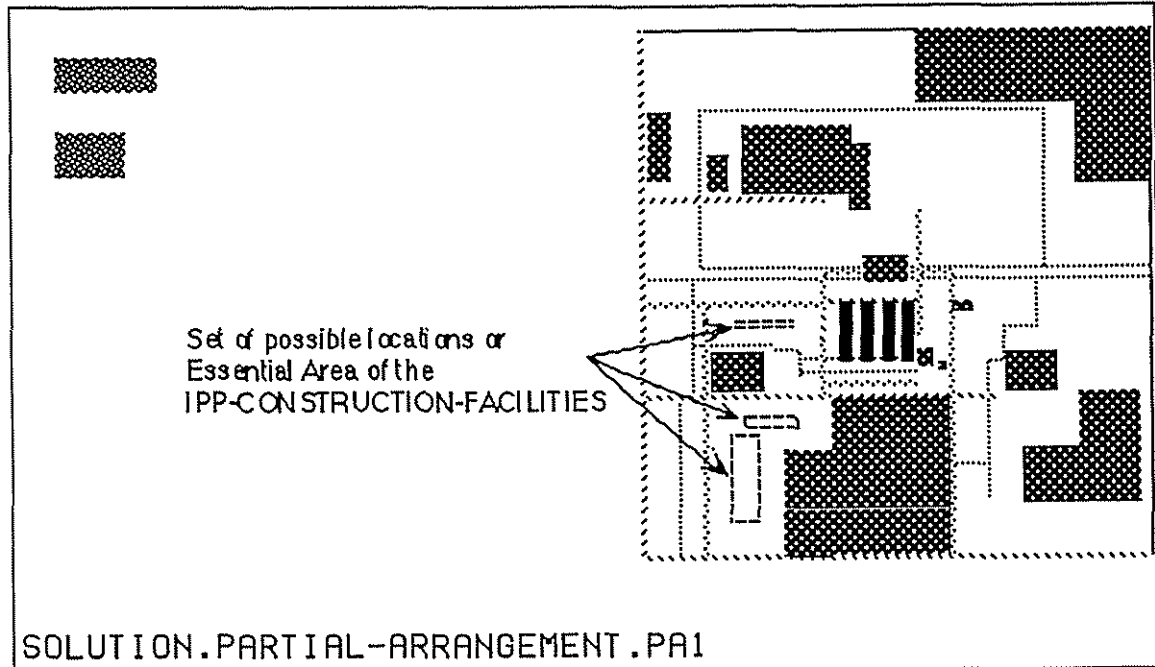 Set of possible locations or
Essential Area of the
IPP-CONSTRUCTION-FACILITIES
SOLUTION.PARTIAL-ARRANGEMENT.PA1